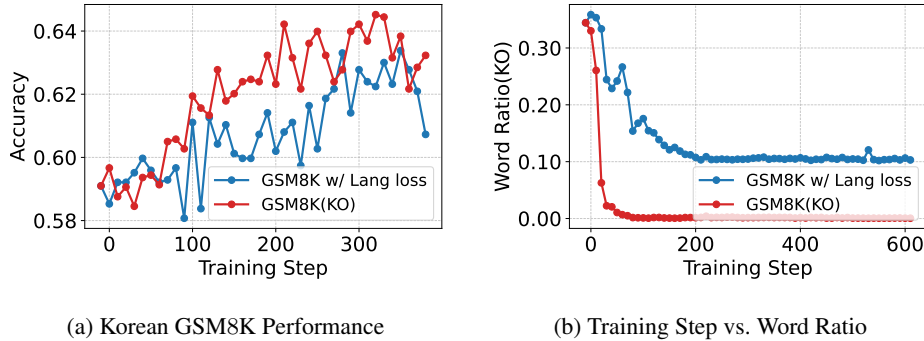 0.64
0.62
0.60
0.58
Accuracy
GSM8K w/ Lang loss
GSM8K(KO)
0 100 200 300
Training Step
(a) Korean GSM8K Performance
0.30
0.20
0.10
0.00
Word Ratio(KO)
GSM8K w/ Lang loss
GSM8K(KO)
0 200 400 600
Training Step
(b) Training Step vs. Word Ratio